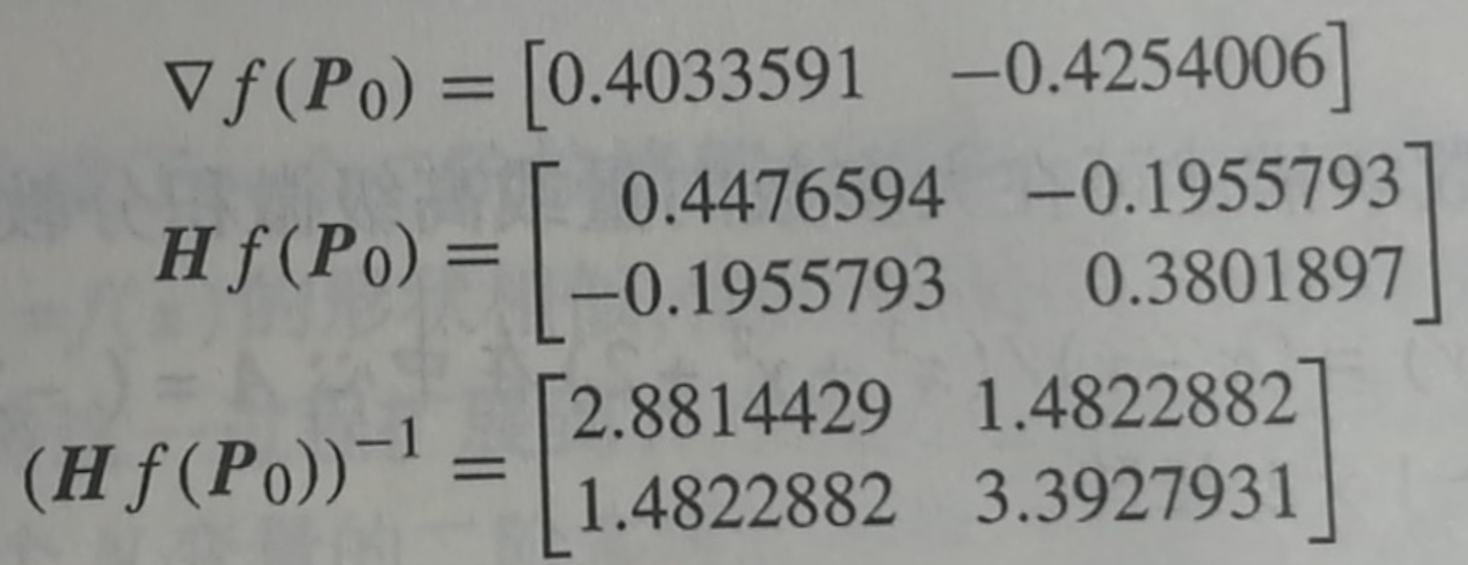 ∇f(P₀) = [0.4033591 −0.4254006]
Hf(P₀) = [0.4476594 −0.1955793
−0.1955793 0.3801897]
(Hf(P₀))⁻¹ = [2.8814429 1.4822882
1.4822882 3.3927931]